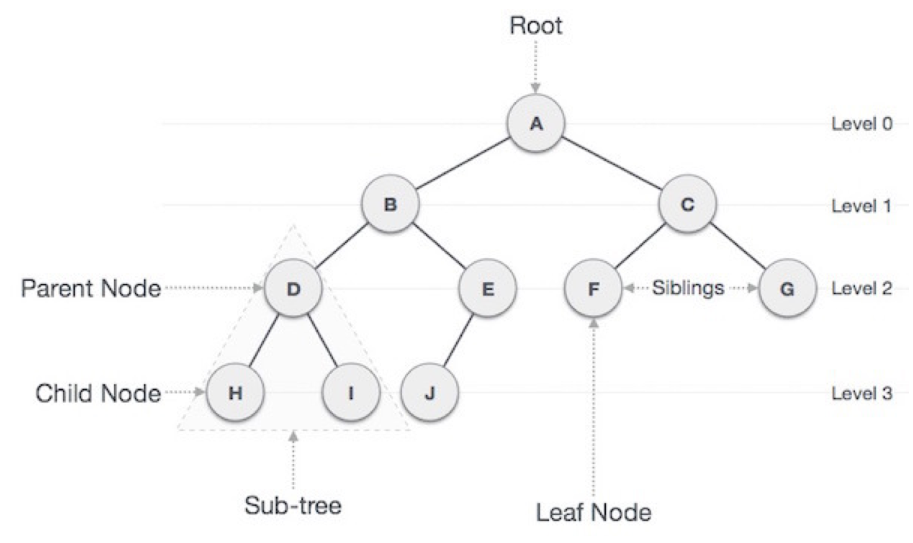 Root
A
Level 0
B
C
Level 1
Parent Node
D
E
F
Siblings
G
Level 2
Child Node
H
I
J
Level 3
Sub-tree
Leaf Node